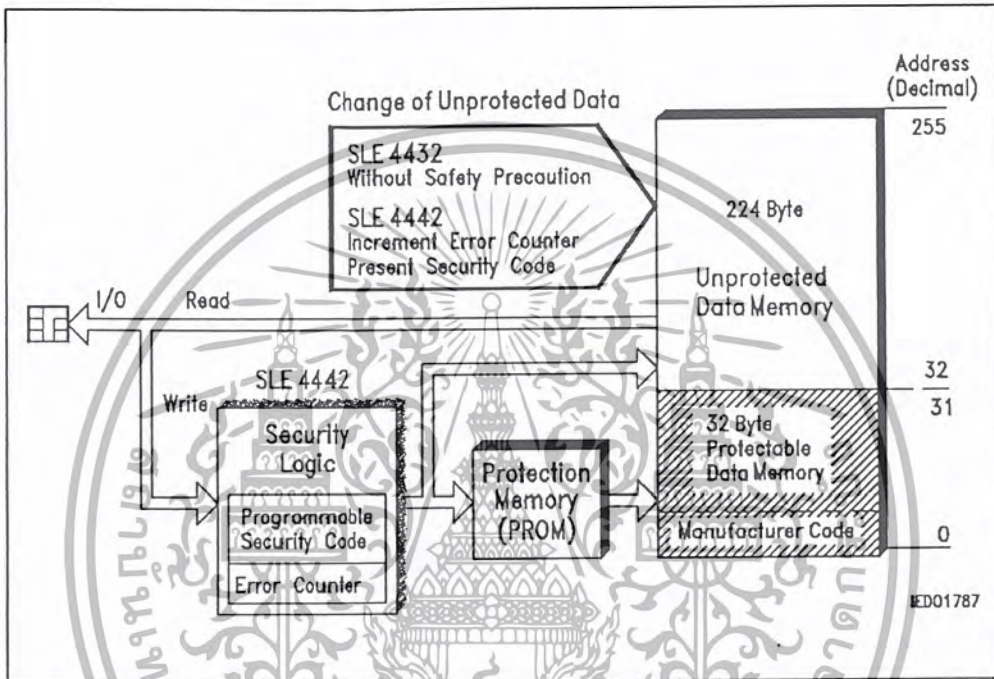 Address
(Decimal)
255
Change of Unprotected Data
SLE 4432
Without Safety Precaution
SLE 4442
Increment Error Counter
Present Security Code
224 Byte
Unprotected
Data Memory
I/O
Read
32
31
SLE 4442
Write
Security
Logic
Programmable
Security Code
Error Counter
Protection
Memory
(PROM)
32 Byte
Protectable
Data Memory
Manufacturer Code
0
IED01787